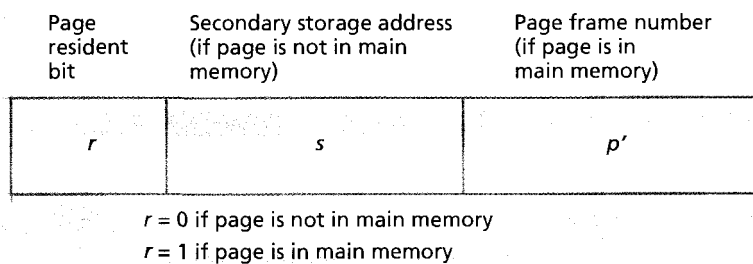 Page
resident
bit
Secondary storage address
(if page is not in main
memory)
Page frame number
(if page is in
main memory)
r
s
p′
r = 0 if page is not in main memory
r = 1 if page is in main memory